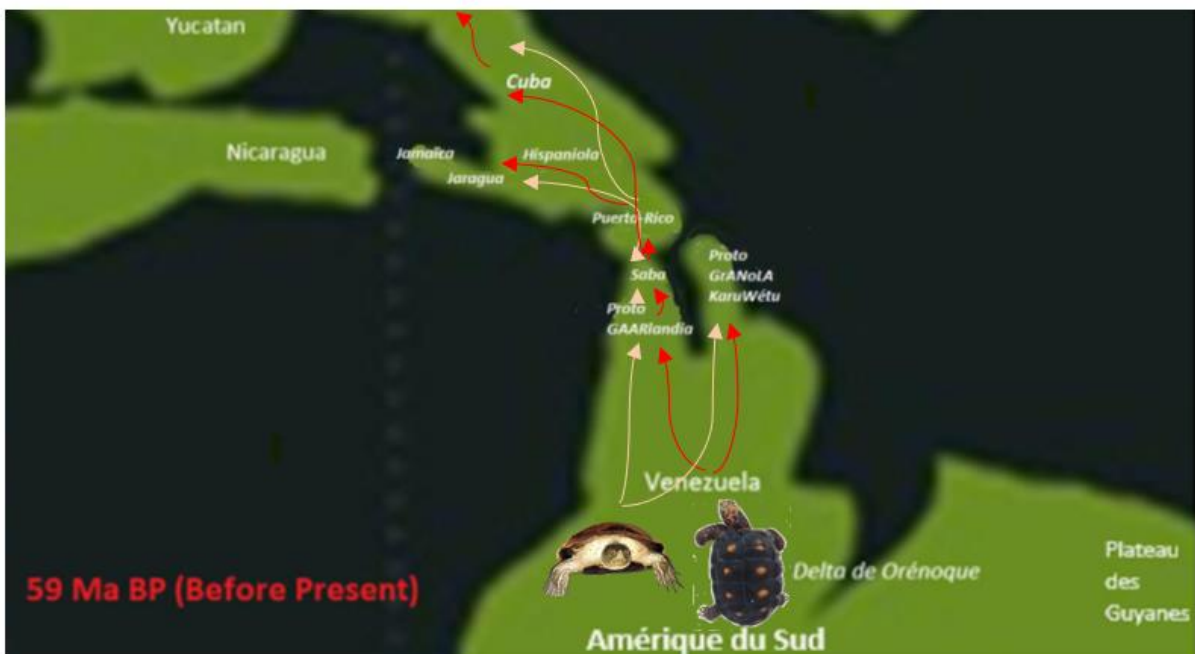 Yucatan
Cuba
Nicaragua
Jamaïca
Hispaniola
Jaragua
Puerto-Rico
Proto
GrANoLA
KaruWétu
Saba
Proto
GAARlandia
Venezuela
Delta de Orénoque
Plateau
des
Guyanes
59 Ma BP (Before Present)
Amérique du Sud